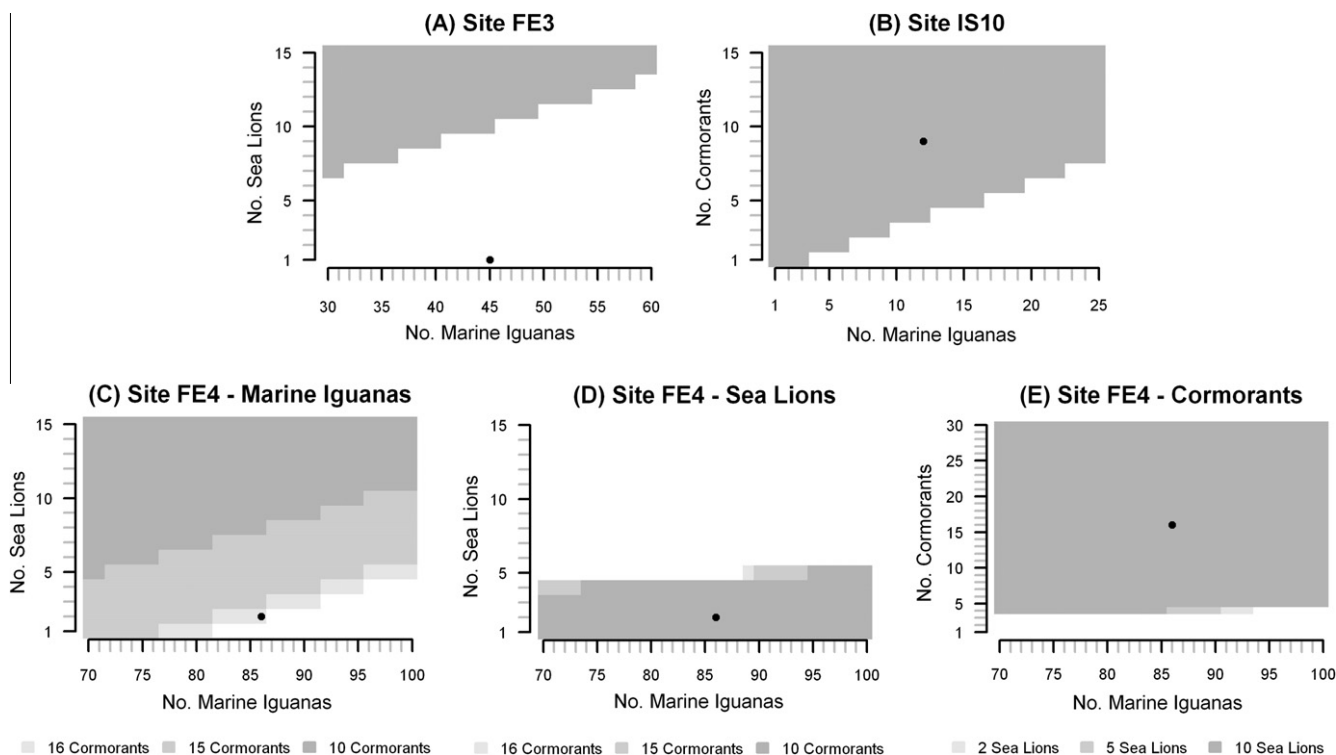 (A) Site FE3
(B) Site IS10
No. Sea Lions
15
10
5
1
30 35 40 45 50 55 60
No. Marine Iguanas
No. Cormorants
15
10
5
1
1 5 10 15 20 25
No. Marine Iguanas
(C) Site FE4 - Marine Iguanas
(D) Site FE4 - Sea Lions
(E) Site FE4 - Cormorants
No. Sea Lions
15
10
5
1
70 75 80 85 90 95 100
No. Marine Iguanas
16 Cormorants 15 Cormorants 10 Cormorants
No. Sea Lions
15
10
5
1
70 75 80 85 90 95 100
No. Marine Iguanas
16 Cormorants 15 Cormorants 10 Cormorants
No. Cormorants
30
26
22
18
14
10
5
1
70 75 80 85 90 95 100
No. Marine Iguanas
2 Sea Lions 5 Sea Lions 10 Sea Lions